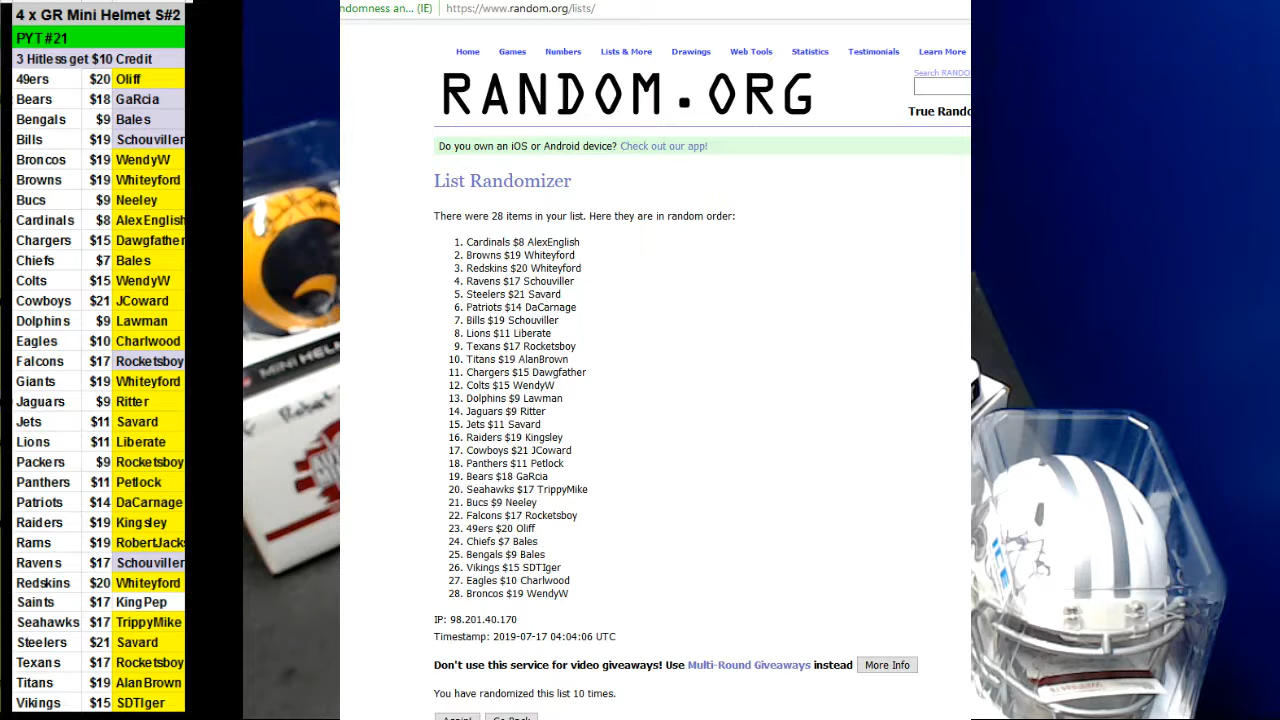 4 x GR Mini Helmet S#2
PYT #21
3 Hitless get $10 Credit
49ers $20 Oliff
Bears $18 GaRcia
Bengals $9 Bales
Bills $19 Schouviller
Broncos $19 WendyW
Browns $19 Whiteyford
Bucs $9 Neeley
Cardinals $8 AlexEnglish
Chargers $15 Dawgfather
Chiefs $7 Bales
Colts $15 WendyW
Cowboys $21 JCoward
Dolphins $9 Lawman
Eagles $10 Charlwood
Falcons $17 Rocketsboy
Giants $19 Whiteyford
Jaguars $9 Ritter
Jets $11 Savard
Lions $11 Liberate
Packers $9 Rocketsboy
Panthers $11 Petlock
Patriots $14 DaCarnage
Raiders $19 Kingsley
Rams $19 RobertJacks
Ravens $17 Schouviller
Redskins $20 Whiteyford
Saints $17 KingPep
Seahawks $17 TrippyMike
Steelers $21 Savard
Texans $17 Rocketsboy
Titans $19 AlanBrown
Vikings $15 SDTIger
MINI HELM
ndomness an... (IE) https://www.random.org/lists/
Home Games Numbers Lists & More Drawings Web Tools Statistics Testimonials Learn More
Search RANDO
RANDOM.ORG
True Rando
Do you own an iOS or Android device? Check out our app!
List Randomizer
There were 28 items in your list. Here they are in random order:
1. Cardinals $8 AlexEnglish
2. Browns $19 Whiteyford
3. Redskins $20 Whiteyford
4. Ravens $17 Schouviller
5. Steelers $21 Savard
6. Patriots $14 DaCarnage
7. Bills $19 Schouviller
8. Lions $11 Liberate
9. Texans $17 Rocketsboy
10. Titans $19 AlanBrown
11. Chargers $15 Dawgfather
12. Colts $15 WendyW
13. Dolphins $9 Lawman
14. Jaguars $9 Ritter
15. Jets $11 Savard
16. Raiders $19 Kingsley
17. Cowboys $21 JCoward
18. Panthers $11 Petlock
19. Bears $18 GaRcia
20. Seahawks $17 TrippyMike
21. Bucs $9 Neeley
22. Falcons $17 Rocketsboy
23. 49ers $20 Oliff
24. Chiefs $7 Bales
25. Bengals $9 Bales
26. Vikings $15 SDTIger
27. Eagles $10 Charlwood
28. Broncos $19 WendyW
IP: 98.201.40.170
Timestamp: 2019-07-17 04:04:06 UTC
Don't use this service for video giveaways! Use Multi-Round Giveaways instead More Info
You have randomized this list 10 times.
Again! Go Back